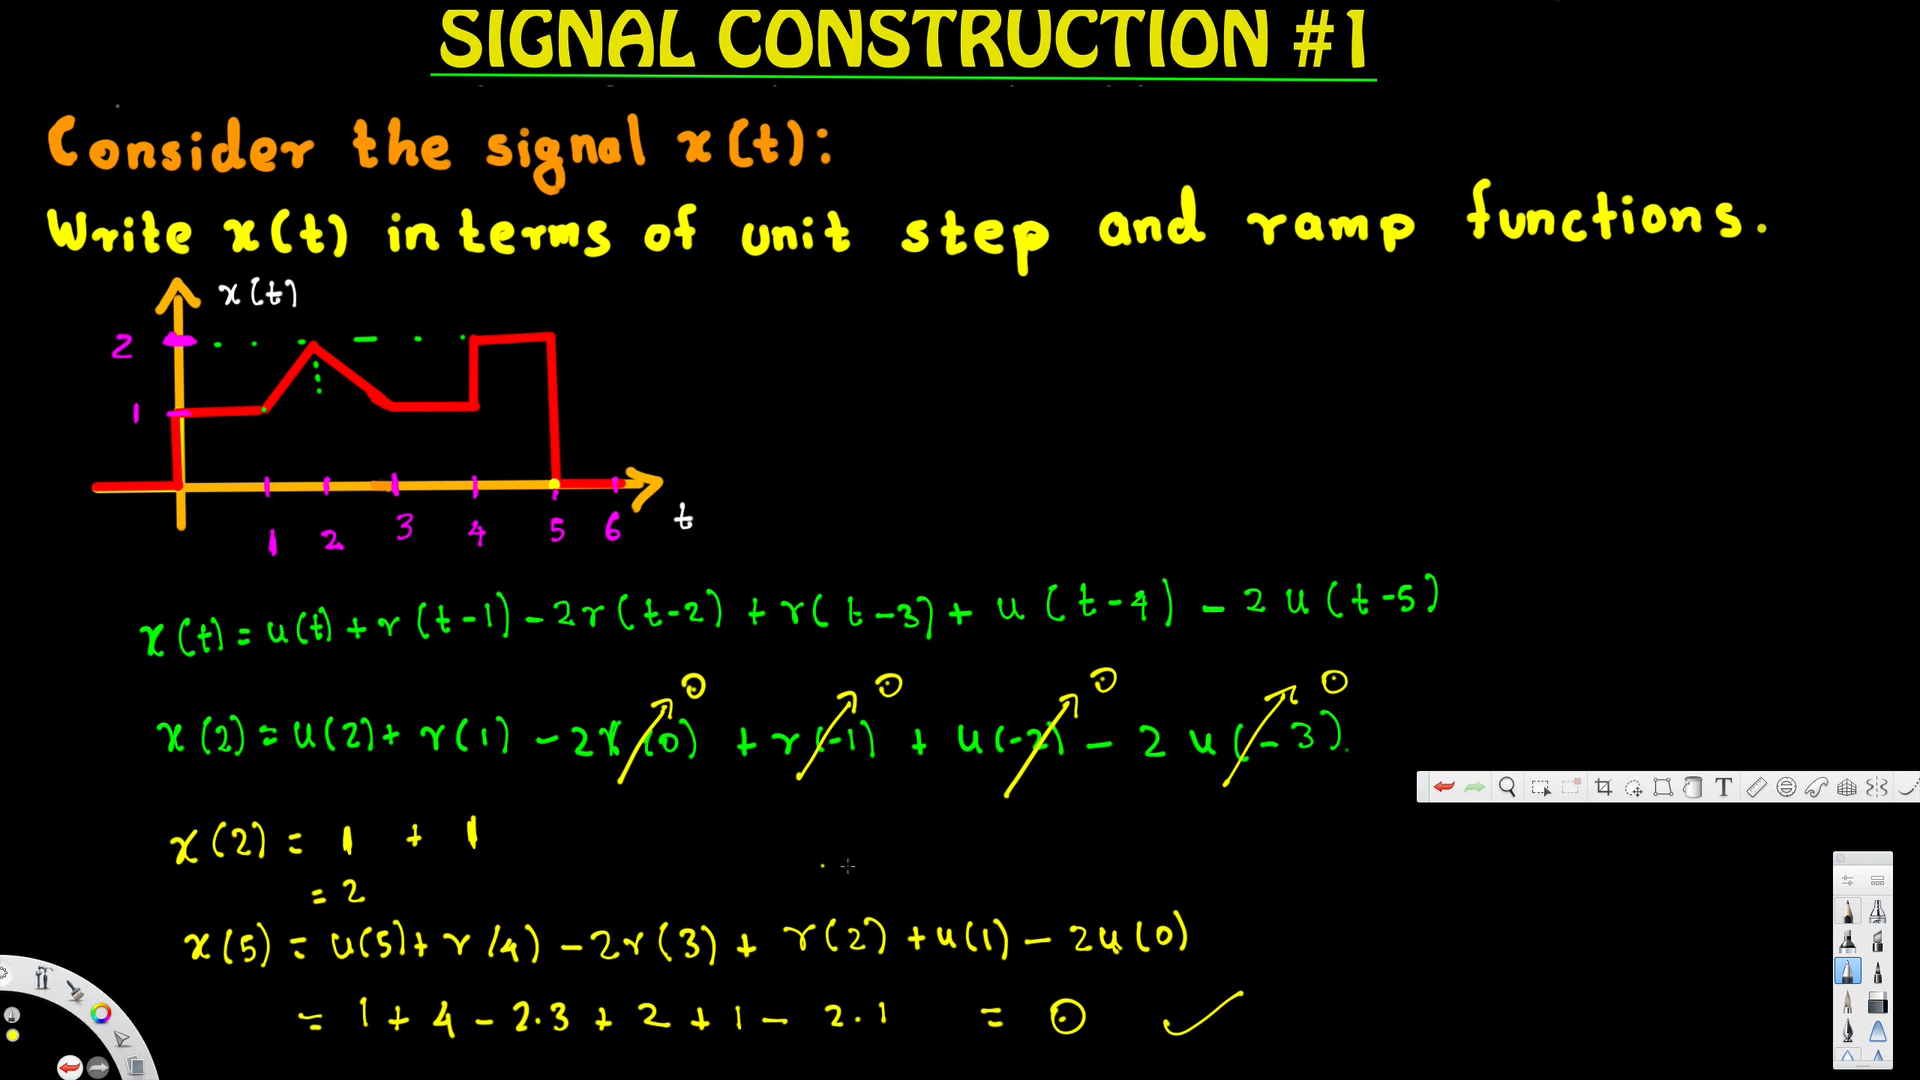 SIGNAL CONSTRUCTION #1
Consider the signal x(t):
Write x(t) in terms of unit step and ramp functions.
x(t)
2
1
1 2 3 4 5 6
t
x(t) = u(t) + r(t-1) - 2r(t-2) + r(t-3) + u(t-4) - 2u(t-5)
0 0 0 0
x(2) = u(2) + r(1) - 2r(0) + r(-1) + u(-2) - 2u(-3).
x(2) = 1 + 1
= 2
x(5) = u(5) + r(4) - 2r(3) + r(2) + u(1) - 2u(0)
= 1 + 4 - 2.3 + 2 + 1 - 2.1 = 0 ✓
T